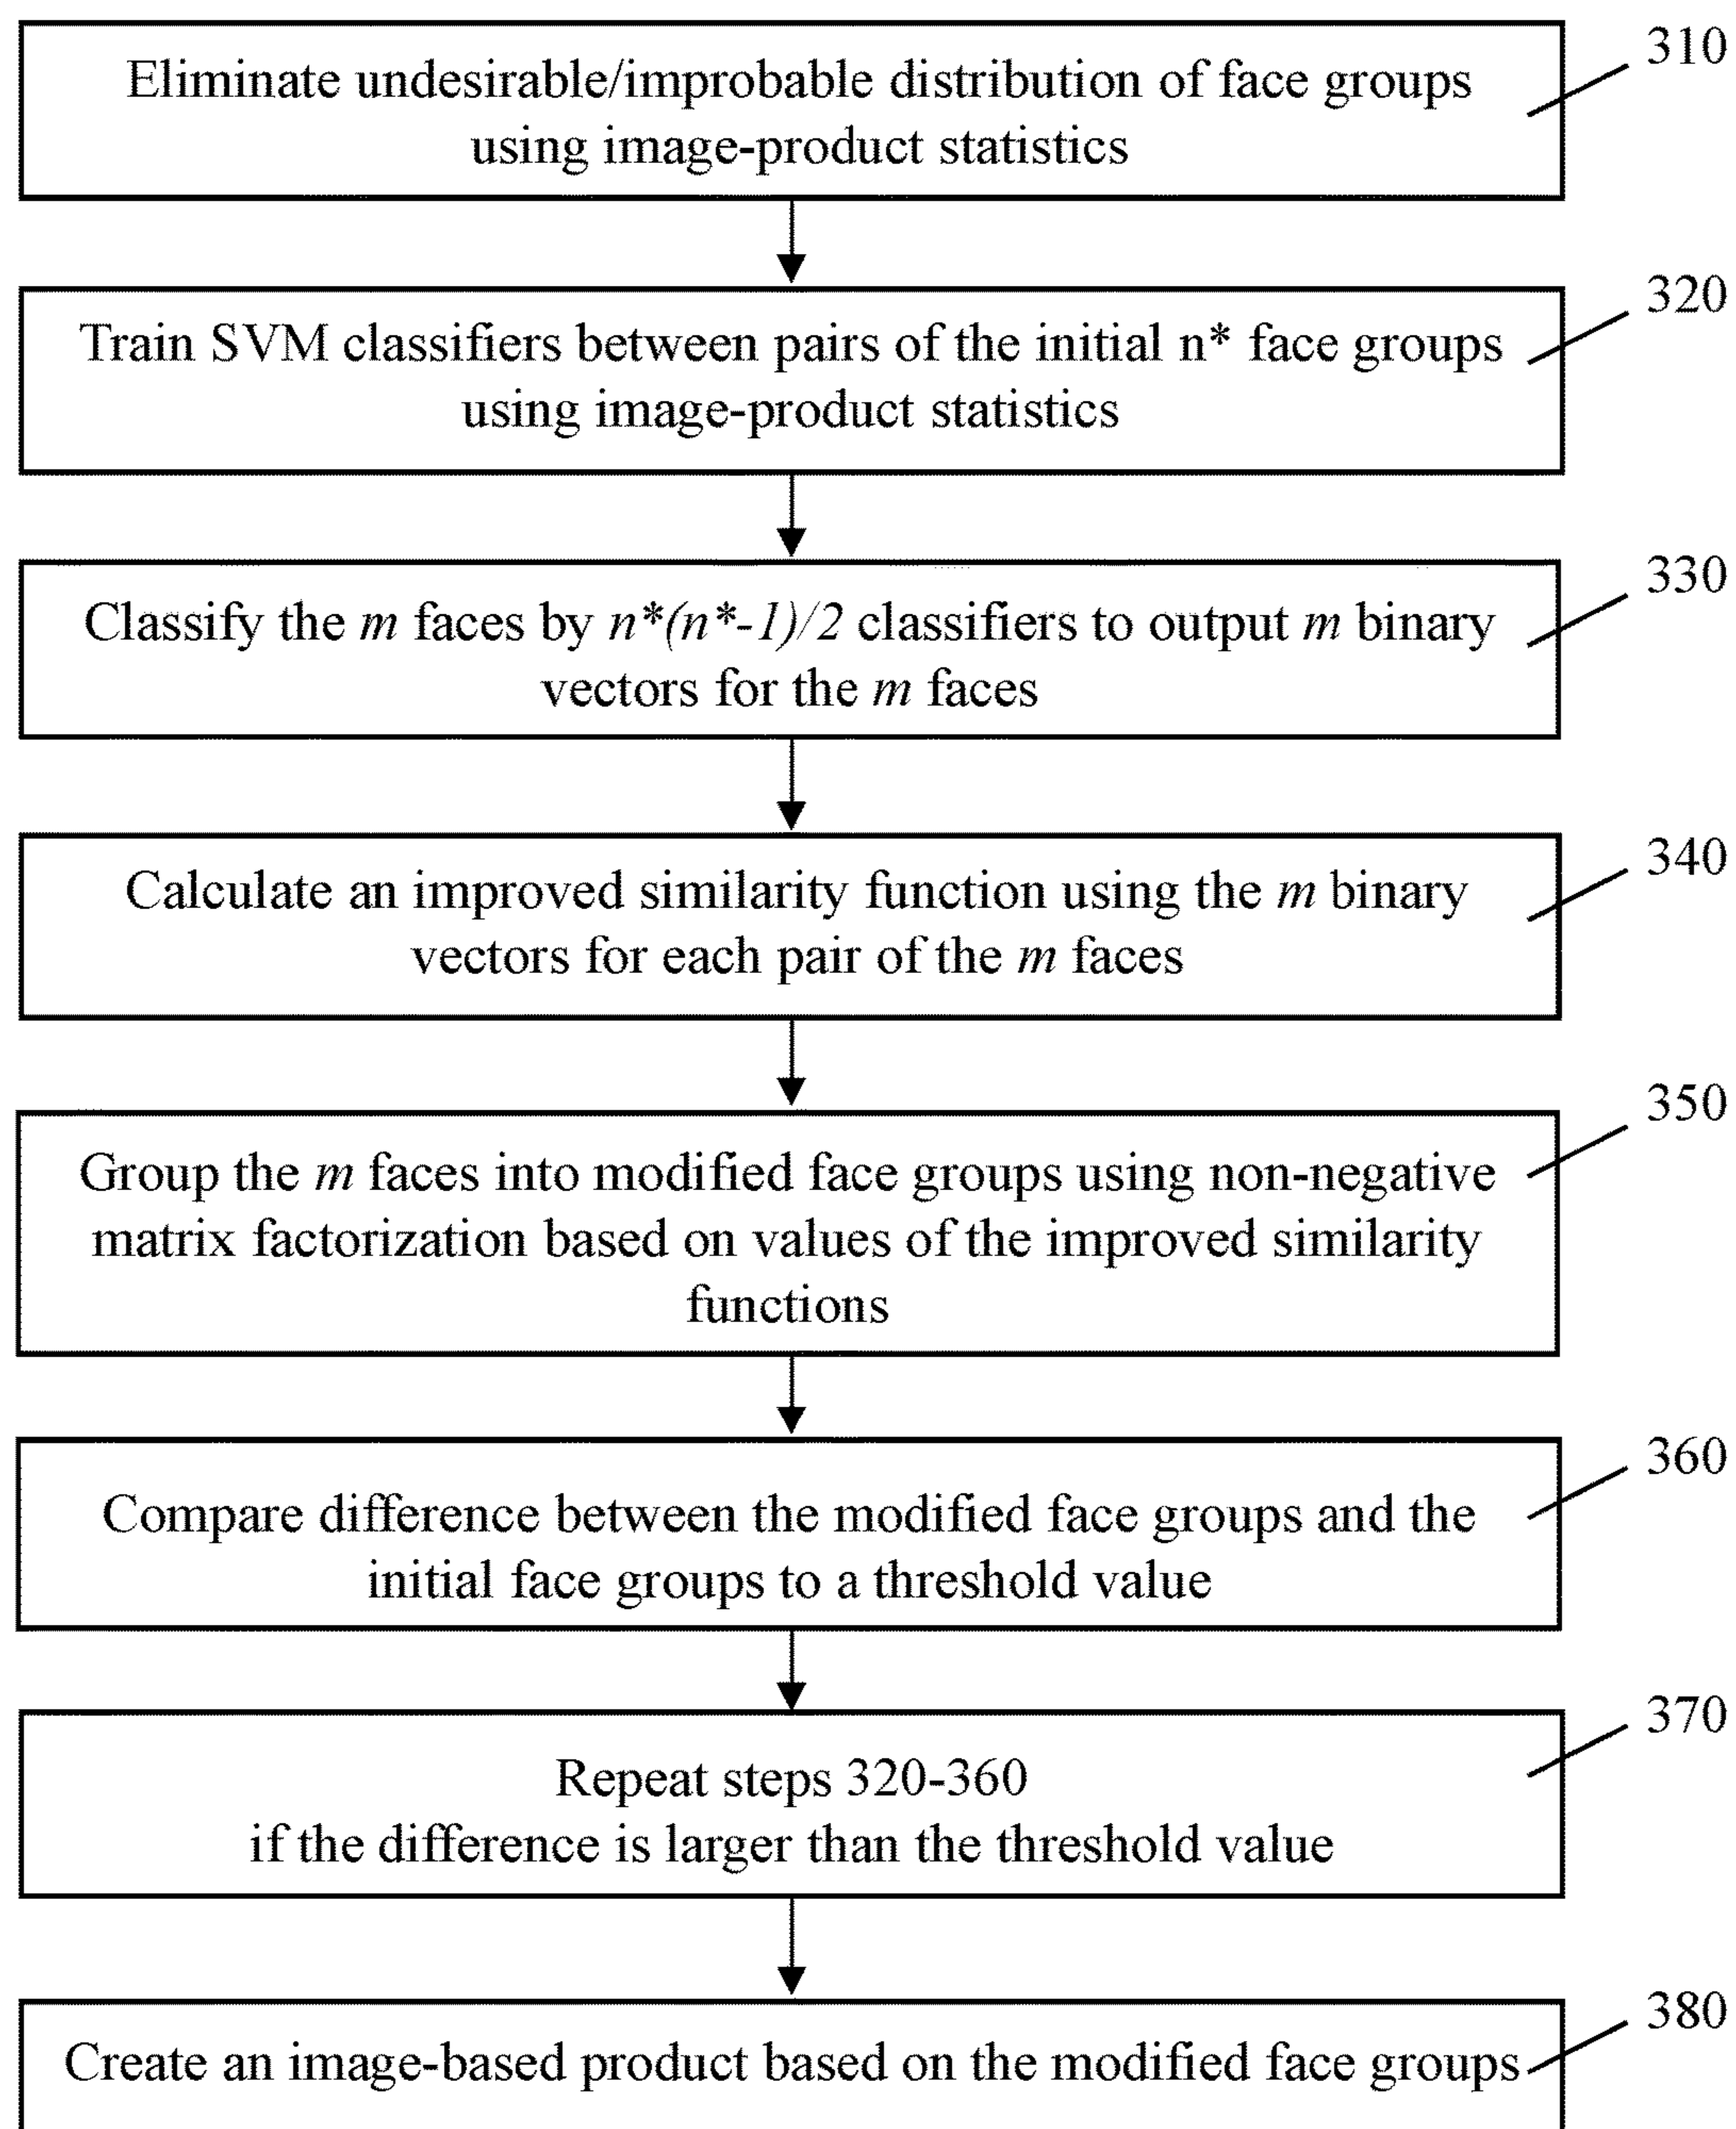 310
Eliminate undesirable/improbable distribution of face groups
using image-product statistics
320
Train SVM classifiers between pairs of the initial n* face groups
using image-product statistics
330
Classify the m faces by n*(n*-1)/2 classifiers to output m binary
vectors for the m faces
340
Calculate an improved similarity function using the m binary
vectors for each pair of the m faces
350
Group the m faces into modified face groups using non-negative
matrix factorization based on values of the improved similarity
functions
360
Compare difference between the modified face groups and the
initial face groups to a threshold value
370
Repeat steps 320-360
if the difference is larger than the threshold value
380
Create an image-based product based on the modified face groups